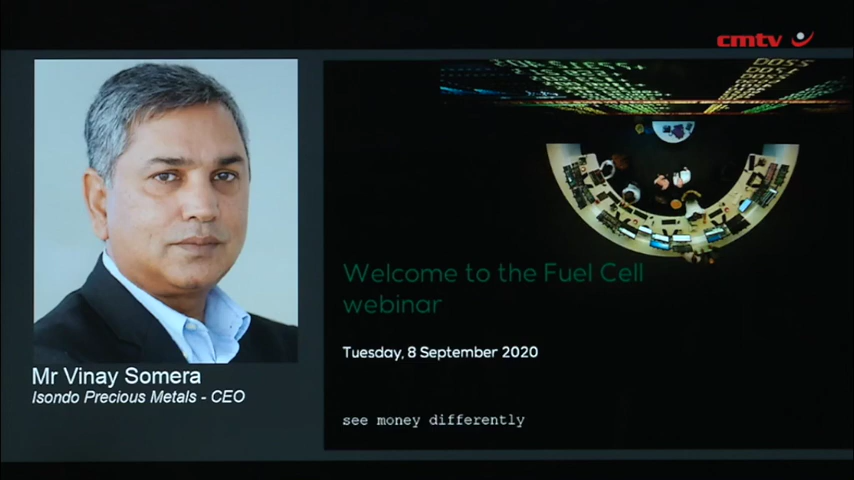 cmtv
Welcome to the Fuel Cell
webinar
Tuesday, 8 September 2020
see money differently
Mr Vinay Somera
Isondo Precious Metals - CEO